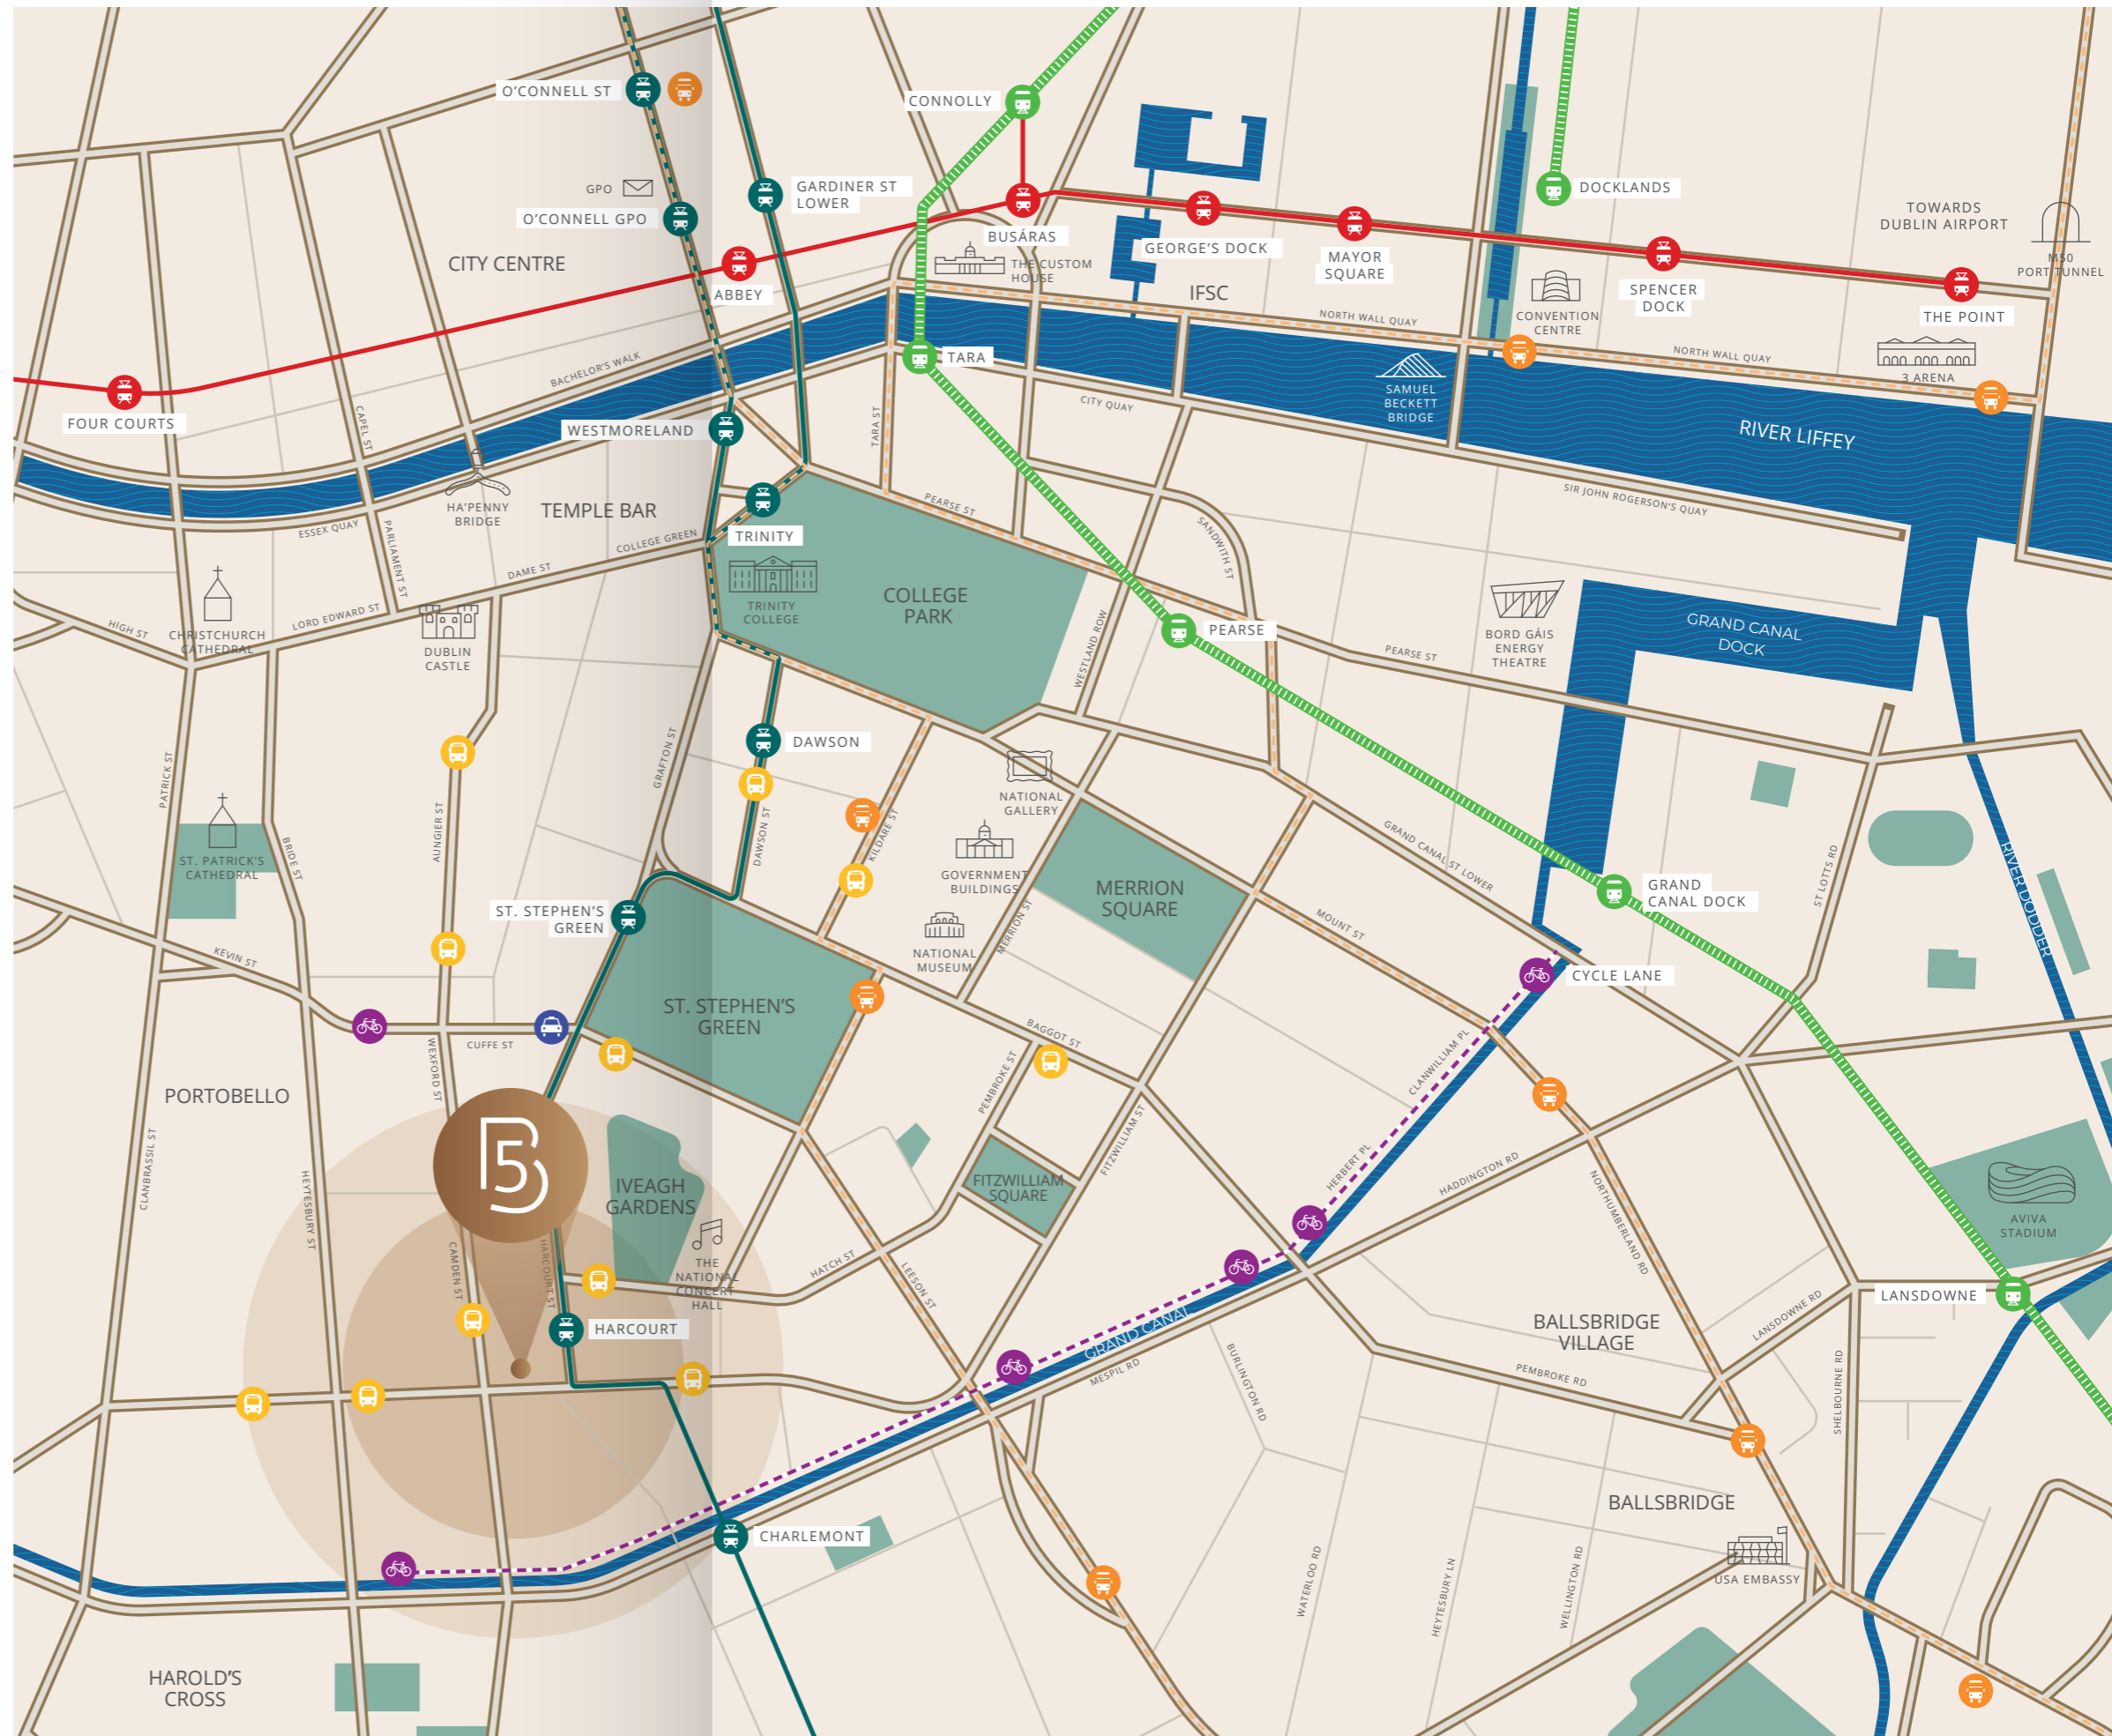 O'CONNELL ST
CONNOLLY
GPO
O'CONNELL GPO
GARDINER ST
LOWER
DOCKLANDS
TOWARDS
DUBLIN AIRPORT
M50
PORT TUNNEL
CITY CENTRE
ABBEY
BUSÁRAS
THE CUSTOM
HOUSE
GEORGE'S DOCK
MAYOR
SQUARE
IFSC
SPENCER
DOCK
THE POINT
CONVENTION
CENTRE
NORTH WALL QUAY
NORTH WALL QUAY
3 ARENA
BACHELOR'S WALK
TARA
FOUR COURTS
CAPEL ST
WESTMORELAND
TARA ST
CITY QUAY
SAMUEL
BECKETT
BRIDGE
RIVER LIFFEY
HA'PENNY
BRIDGE
TEMPLE BAR
ESSEX QUAY
PARLIAMENT ST
COLLEGE GREEN
DAME ST
TRINITY
PEARSE ST
SANDWITH ST
SIR JOHN ROGERSON'S QUAY
TRINITY
COLLEGE
COLLEGE
PARK
HIGH ST
CHRISTCHURCH
CATHEDRAL
LORD EDWARD ST
DUBLIN
CASTLE
WESTLAND ROW
PEARSE
PEARSE ST
BORD GÁIS
ENERGY
THEATRE
GRAND CANAL
DOCK
PATRICK ST
AUNGIER ST
GRAFTON ST
DAWSON
DAWSON ST
KILDARE ST
NATIONAL
GALLERY
GOVERNMENT
BUILDINGS
MERRION
SQUARE
GRAND CANAL ST LOWER
GRAND
CANAL DOCK
ST LOTTS RD
RIVER DODDER
ST. PATRICK'S
CATHEDRAL
BRIDE ST
ST. STEPHEN'S
GREEN
NATIONAL
MUSEUM
MERRION ST
MOUNT ST
KEVIN ST
CYCLE LANE
CUFFE ST
WEXFORD ST
ST. STEPHEN'S
GREEN
BAGGOT ST
PEMBROKE ST
CLANWILLIAM PL
PORTOBELLO
CLANBRASSIL ST
HEYTESBURY ST
B5
IVEAGH
GARDENS
FITZWILLIAM
SQUARE
FITZWILLIAM ST
HERBERT PL
HADDINGTON RD
NORTHUMBERLAND RD
AVIVA
STADIUM
CAMDEN ST
HARCOURT ST
THE
NATIONAL
CONCERT
HALL
HATCH ST
LEESON ST
HARCOURT
LANSDOWNE
LANSDOWNE RD
BALLSBRIDGE
VILLAGE
GRAND CANAL
MESPIL RD
BURLINGTON RD
PEMBROKE RD
SHELBOURNE RD
BALLSBRIDGE
CHARLEMONT
USA EMBASSY
WATERLOO RD
HEYTESBURY LN
WELLINGTON RD
HAROLD'S
CROSS